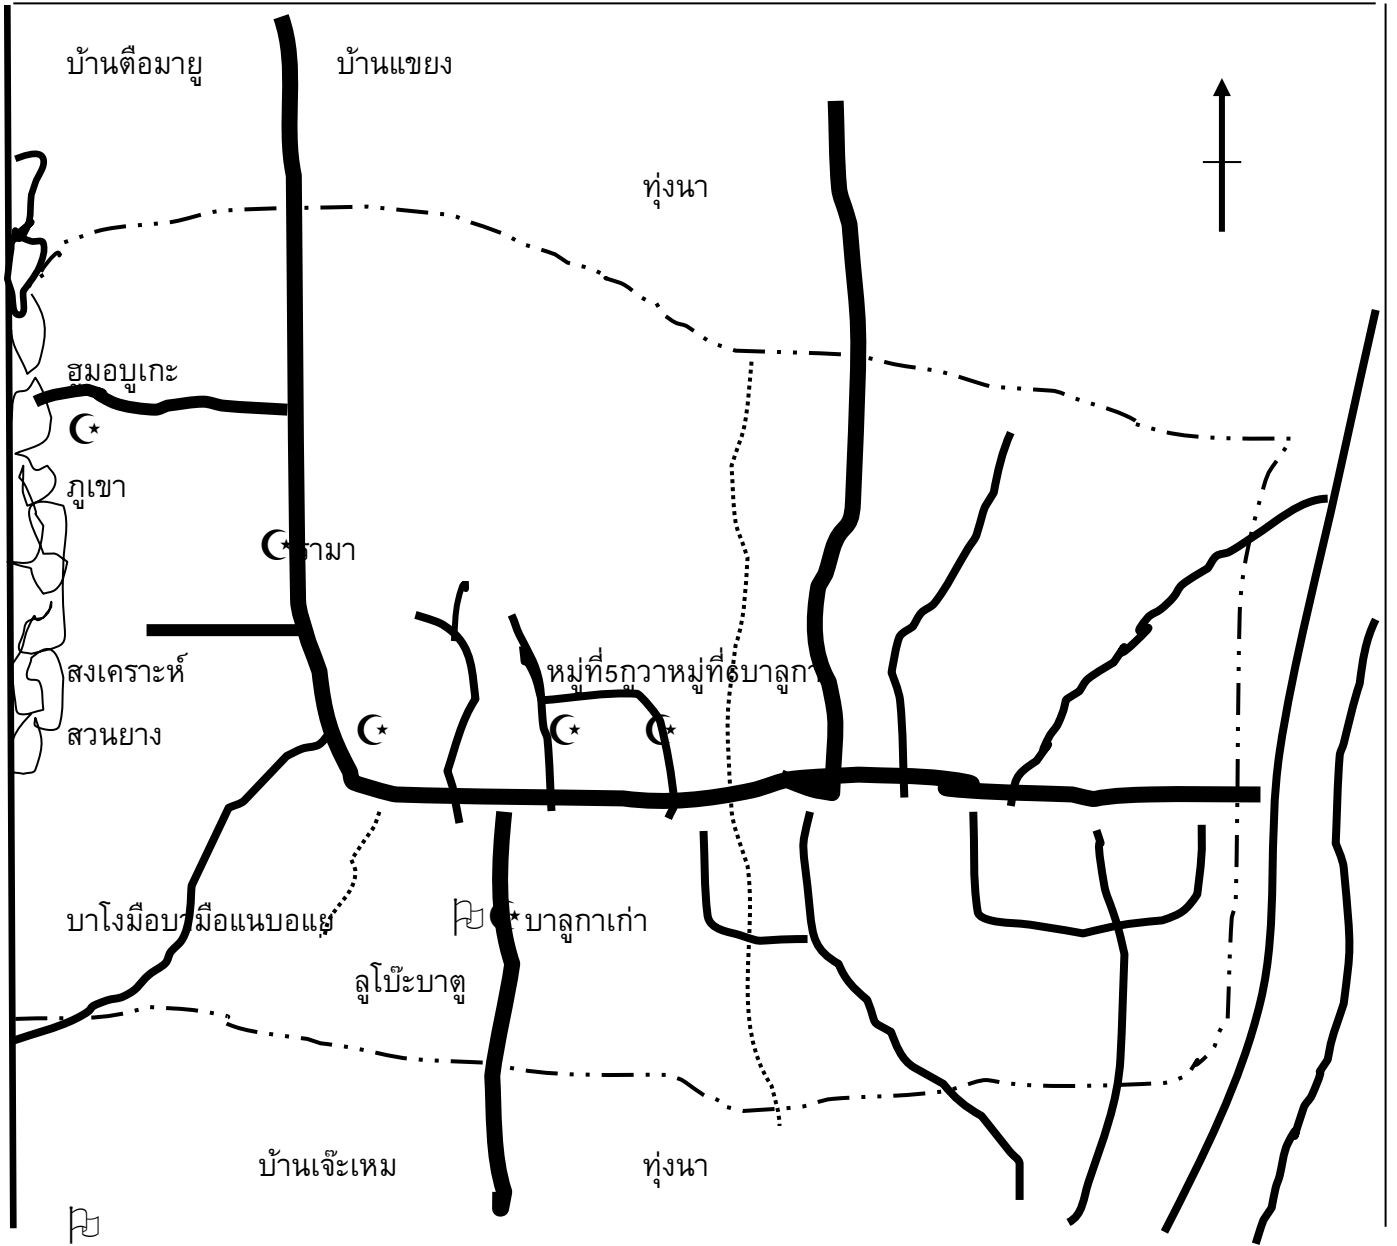 บ้านตือมายู
บ้านแขยง
ทุ่งนา
ฮูมอบูเกะ
ภูเขา
รามา
สงเคราะห์
หมู่ที่5กูวาหมู่ที่6บาลูกา
สวนยาง
บาโงมือบามือแนบอแย
บาลูกาเก่า
ลูโบ๊ะบาตู
บ้านเจ๊ะเหม
ทุ่งนา